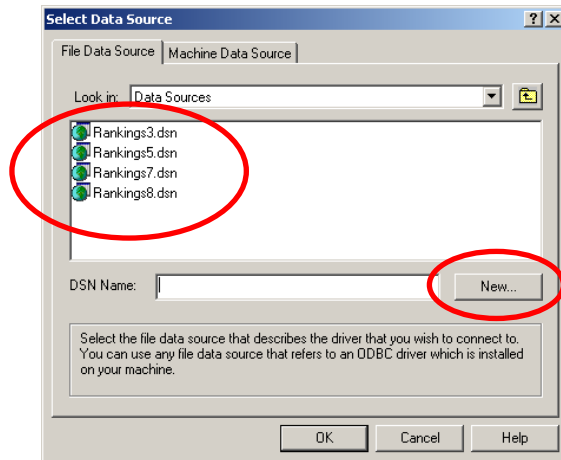 Select Data Source
File Data Source Machine Data Source
Look in: Data Sources
Rankings3.dsn
Rankings5.dsn
Rankings7.dsn
Rankings8.dsn
DSN Name: New...
Select the file data source that describes the driver that you wish to connect to.
You can use any file data source that refers to an ODBC driver which is installed
on your machine.
OK Cancel Help